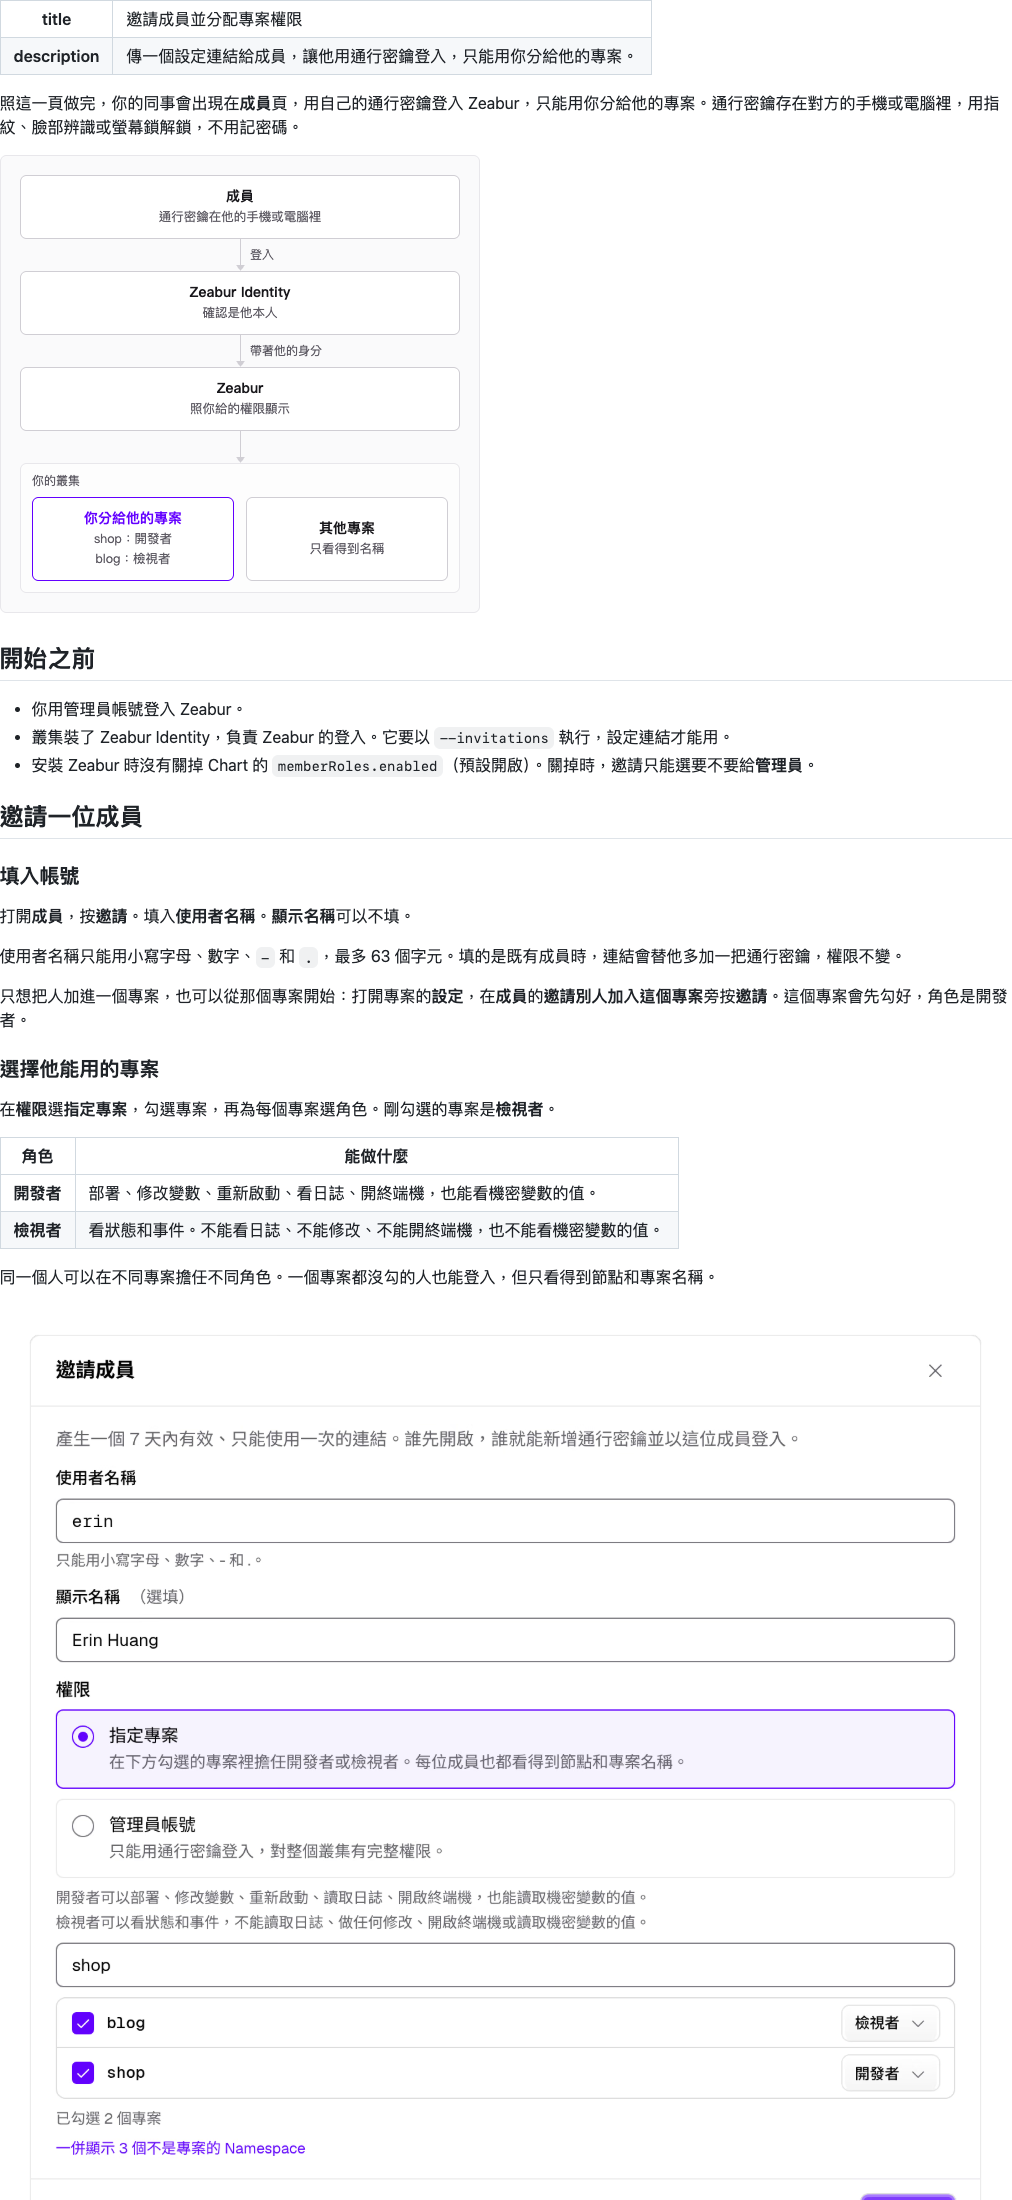 title 邀請成員並分配專案權限
description 傳一個設定連結給成員，讓他用通行密鑰登入，只能用你分給他的專案。
照這一頁做完，你的同事會出現在成員頁，用自己的通行密鑰登入 Zeabur，只能用你分給他的專案。通行密鑰存在對方的手機或電腦裡，用指
紋、臉部辨識或螢幕鎖解鎖，不用記密碼。
成員
通行密鑰在他的手機或電腦裡
登入
Zeabur Identity
確認是他本人
帶著他的身分
Zeabur
照你給的權限顯示
你的叢集
你分給他的專案
shop：開發者
blog：檢視者
其他專案
只看得到名稱
開始之前
• 你用管理員帳號登入 Zeabur。
• 叢集裝了 Zeabur Identity，負責 Zeabur 的登入。它要以 --invitations 執行，設定連結才能用。
• 安裝 Zeabur 時沒有關掉 Chart 的 memberRoles.enabled（預設開啟）。關掉時，邀請只能選要不要給管理員。
邀請一位成員
填入帳號
打開成員，按邀請。填入使用者名稱。顯示名稱可以不填。
使用者名稱只能用小寫字母、數字、- 和 .，最多 63 個字元。填的是既有成員時，連結會替他多加一把通行密鑰，權限不變。
只想把人加進一個專案，也可以從那個專案開始：打開專案的設定，在成員的邀請別人加入這個專案旁按邀請。這個專案會先勾好，角色是開發
者。
選擇他能用的專案
在權限選指定專案，勾選專案，再為每個專案選角色。剛勾選的專案是檢視者。
角色 能做什麼
開發者 部署、修改變數、重新啟動、看日誌、開終端機，也能看機密變數的值。
檢視者 看狀態和事件。不能看日誌、不能修改、不能開終端機，也不能看機密變數的值。
同一個人可以在不同專案擔任不同角色。一個專案都沒勾的人也能登入，但只看得到節點和專案名稱。
邀請成員
產生一個 7 天內有效、只能使用一次的連結。誰先開啟，誰就能新增通行密鑰並以這位成員登入。
使用者名稱
erin
只能用小寫字母、數字、- 和 .。
顯示名稱 （選填）
Erin Huang
權限
指定專案
在下方勾選的專案裡擔任開發者或檢視者。每位成員也都看得到節點和專案名稱。
管理員帳號
只能用通行密鑰登入，對整個叢集有完整權限。
開發者可以部署、修改變數、重新啟動、讀取日誌、開啟終端機，也能讀取機密變數的值。
檢視者可以看狀態和事件，不能讀取日誌、做任何修改、開啟終端機或讀取機密變數的值。
shop
blog 檢視者
shop 開發者
已勾選 2 個專案
一併顯示 3 個不是專案的 Namespace